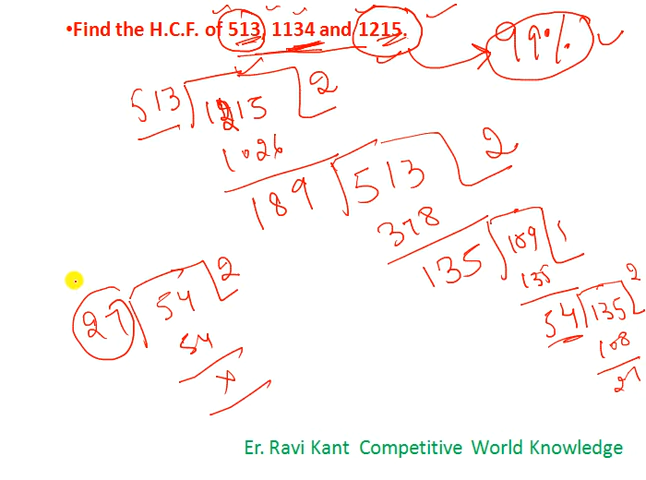 •Find the H.C.F. of 513, 1134 and 1215.
99%
513) 1215 (2
1026
189) 513 (2
378
135) 189 (1
135
54) 135 (2
108
27
27) 54 (2
54
x
Er. Ravi Kant Competitive World Knowledge